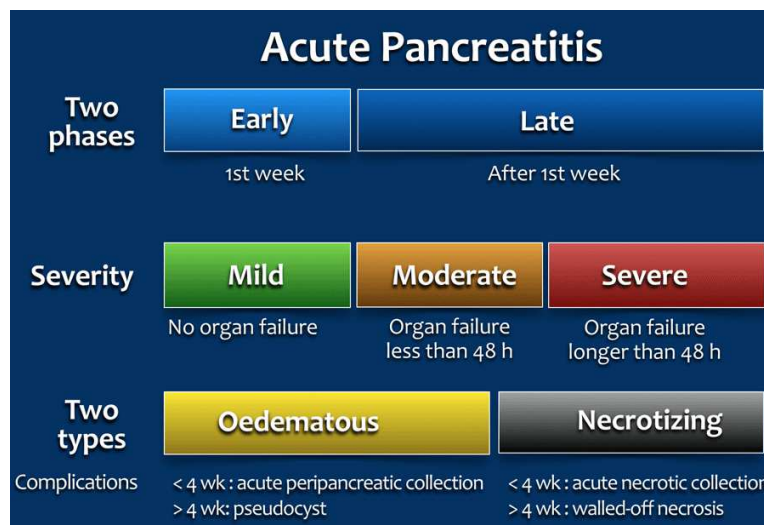 Acute Pancreatitis
Two phases
Early
Late
1st week
After 1st week
Severity
Mild
Moderate
Severe
No organ failure
Organ failure
less than 48 h
Organ failure
longer than 48 h
Two types
Oedematous
Necrotizing
Complications
< 4 wk : acute peripancreatic collection
> 4 wk: pseudocyst
< 4 wk : acute necrotic collection
> 4 wk : walled-off necrosis